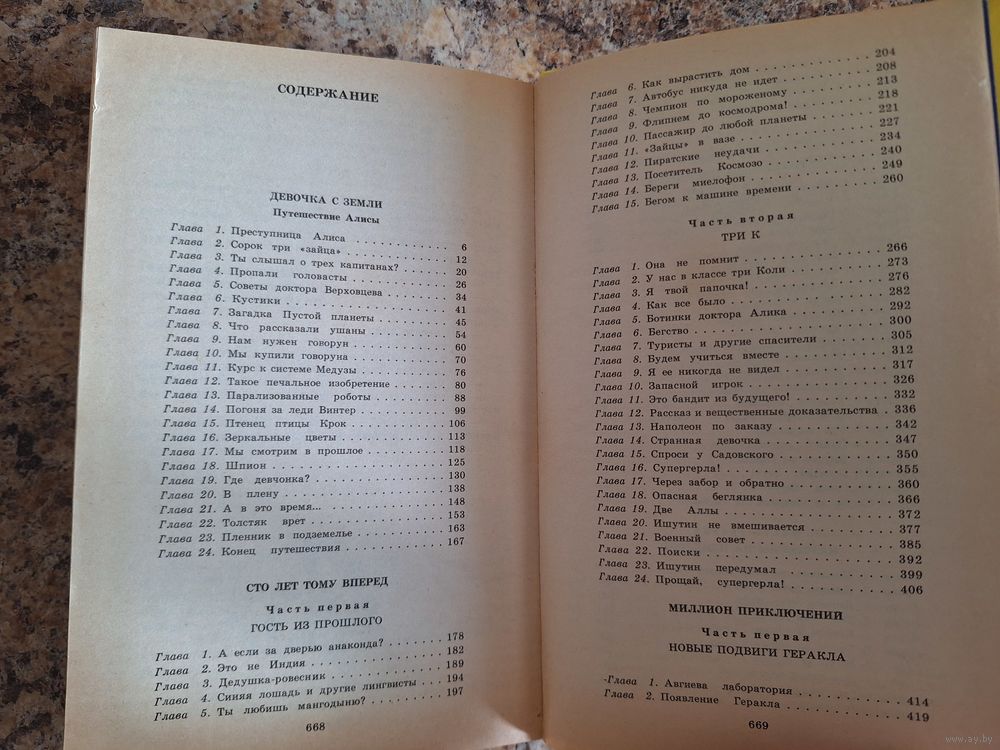 СОДЕРЖАНИЕ
ДЕВОЧКА С ЗЕМЛИ
Путешествие Алисы
Глава 1. Преступница Алиса . . . . . . . . . . 6
Глава 2. Сорок три «зайца» . . . . . . . . . . 12
Глава 3. Ты слышал о трех капитанах? . . . . . . . 20
Глава 4. Пропали головасты . . . . . . . . . . 26
Глава 5. Советы доктора Верховцева . . . . . . . . 34
Глава 6. Кустики . . . . . . . . . . 41
Глава 7. Загадка Пустой планеты . . . . . . . . 45
Глава 8. Что рассказали ушаны . . . . . . . . 54
Глава 9. Нам нужен говорун . . . . . . . . . . 60
Глава 10. Мы купили говоруна . . . . . . . . . . 70
Глава 11. Курс к системе Медузы . . . . . . . . 76
Глава 12. Такое печальное изобретение . . . . . . . 80
Глава 13. Парализованные роботы . . . . . . . . 88
Глава 14. Погоня за леди Винтер . . . . . . . . 99
Глава 15. Птенец птицы Крок . . . . . . . . . . 106
Глава 16. Зеркальные цветы . . . . . . . . . . 113
Глава 17. Мы смотрим в прошлое . . . . . . . . 118
Глава 18. Шпион . . . . . . . . . . 125
Глава 19. Где девчонка? . . . . . . . . . . 130
Глава 20. В плену . . . . . . . . . . 138
Глава 21. А в это время... . . . . . . . . . . 148
Глава 22. Толстяк врет . . . . . . . . . . 153
Глава 23. Пленник в подземелье . . . . . . . . 163
Глава 24. Конец путешествия . . . . . . . . 167
СТО ЛЕТ ТОМУ ВПЕРЕД
Часть первая
ГОСТЬ ИЗ ПРОШЛОГО
Глава 1. А если за дверью анаконда? . . . . . . . 178
Глава 2. Это не Индия . . . . . . . . . . 182
Глава 3. Дедушка-ровесник . . . . . . . . . . 189
Глава 4. Синяя лошадь и другие лингвисты . . . . . 194
Глава 5. Ты любишь мангодыню? . . . . . . . . 197
668
Глава 6. Как вырастить дом . . . . . . . . . . 204
Глава 7. Автобус никуда не идет . . . . . . . . 208
Глава 8. Чемпион по мороженому . . . . . . . . 213
Глава 9. Флипнем до космодрома! . . . . . . . . 218
Глава 10. Пассажир до любой планеты . . . . . . . 221
Глава 11. «Зайцы» в вазе . . . . . . . . . . 227
Глава 12. Пиратские неудачи . . . . . . . . . . 234
Глава 13. Посетитель Космозо . . . . . . . . . . 240
Глава 14. Береги миелофон . . . . . . . . . . 249
Глава 15. Бегом к машине времени . . . . . . . . 260
Часть вторая
ТРИ К
Глава 1. Она не помнит . . . . . . . . . . 266
Глава 2. У нас в классе три Коли . . . . . . . . 273
Глава 3. Я твой папочка! . . . . . . . . . . 276
Глава 4. Как все было . . . . . . . . . . 282
Глава 5. Ботинки доктора Алика . . . . . . . . 292
Глава 6. Бегство . . . . . . . . . . 300
Глава 7. Туристы и другие спасители . . . . . . . 305
Глава 8. Будем учиться вместе . . . . . . . . 312
Глава 9. Я ее никогда не видел . . . . . . . . 317
Глава 10. Запасной игрок . . . . . . . . . . 326
Глава 11. Это бандит из будущего! . . . . . . . . 332
Глава 12. Рассказ и вещественные доказательства . 336
Глава 13. Наполеон по заказу . . . . . . . . . . 342
Глава 14. Странная девочка . . . . . . . . . . 347
Глава 15. Спроси у Садовского . . . . . . . . . . 350
Глава 16. Супергерла! . . . . . . . . . . 355
Глава 17. Через забор и обратно . . . . . . . . 360
Глава 18. Опасная беглянка . . . . . . . . . . 366
Глава 19. Две Аллы . . . . . . . . . . 372
Глава 20. Ишутин не вмешивается . . . . . . . . 377
Глава 21. Военный совет . . . . . . . . . . 385
Глава 22. Поиски . . . . . . . . . . 392
Глава 23. Ишутин передумал . . . . . . . . . . 399
Глава 24. Прощай, супергерла! . . . . . . . . . . 406
МИЛЛИОН ПРИКЛЮЧЕНИЙ
Часть первая
НОВЫЕ ПОДВИГИ ГЕРАКЛА
Глава 1. Авгиева лаборатория . . . . . . . . 414
Глава 2. Появление Геракла . . . . . . . . 419
669
www.ay.by